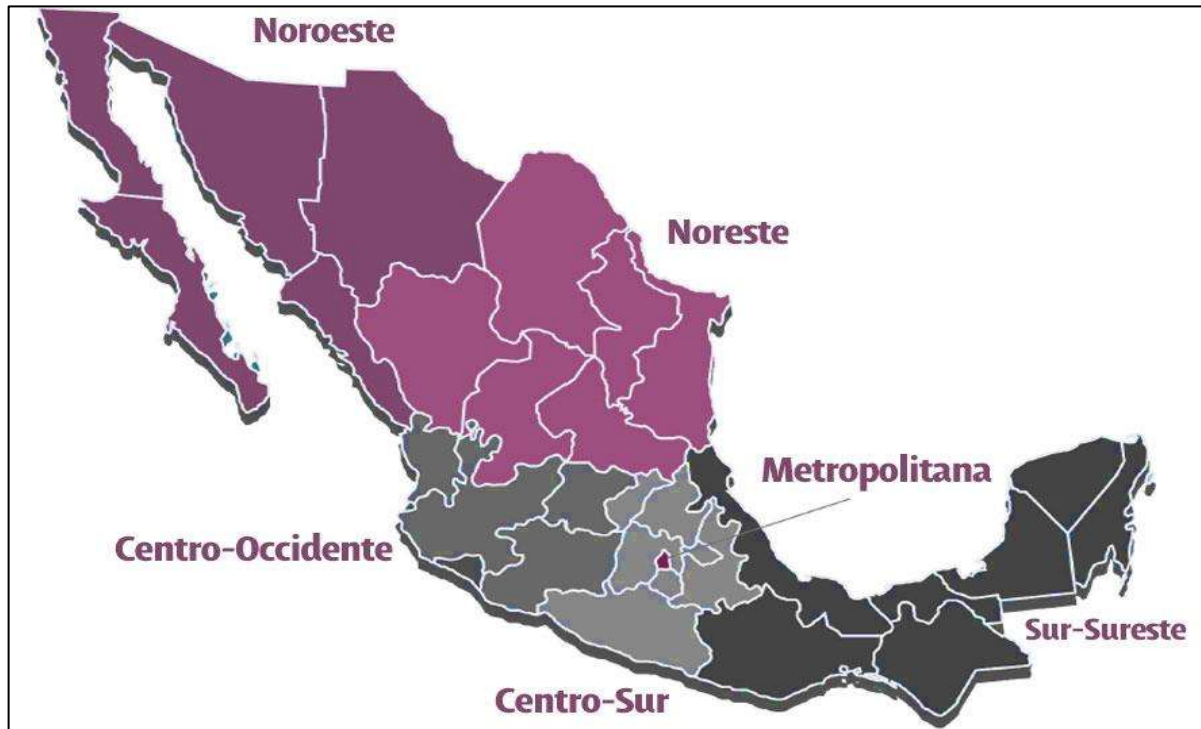 Noroeste
Noreste
Metropolitana
Centro-Occidente
Sur-Sureste
Centro-Sur